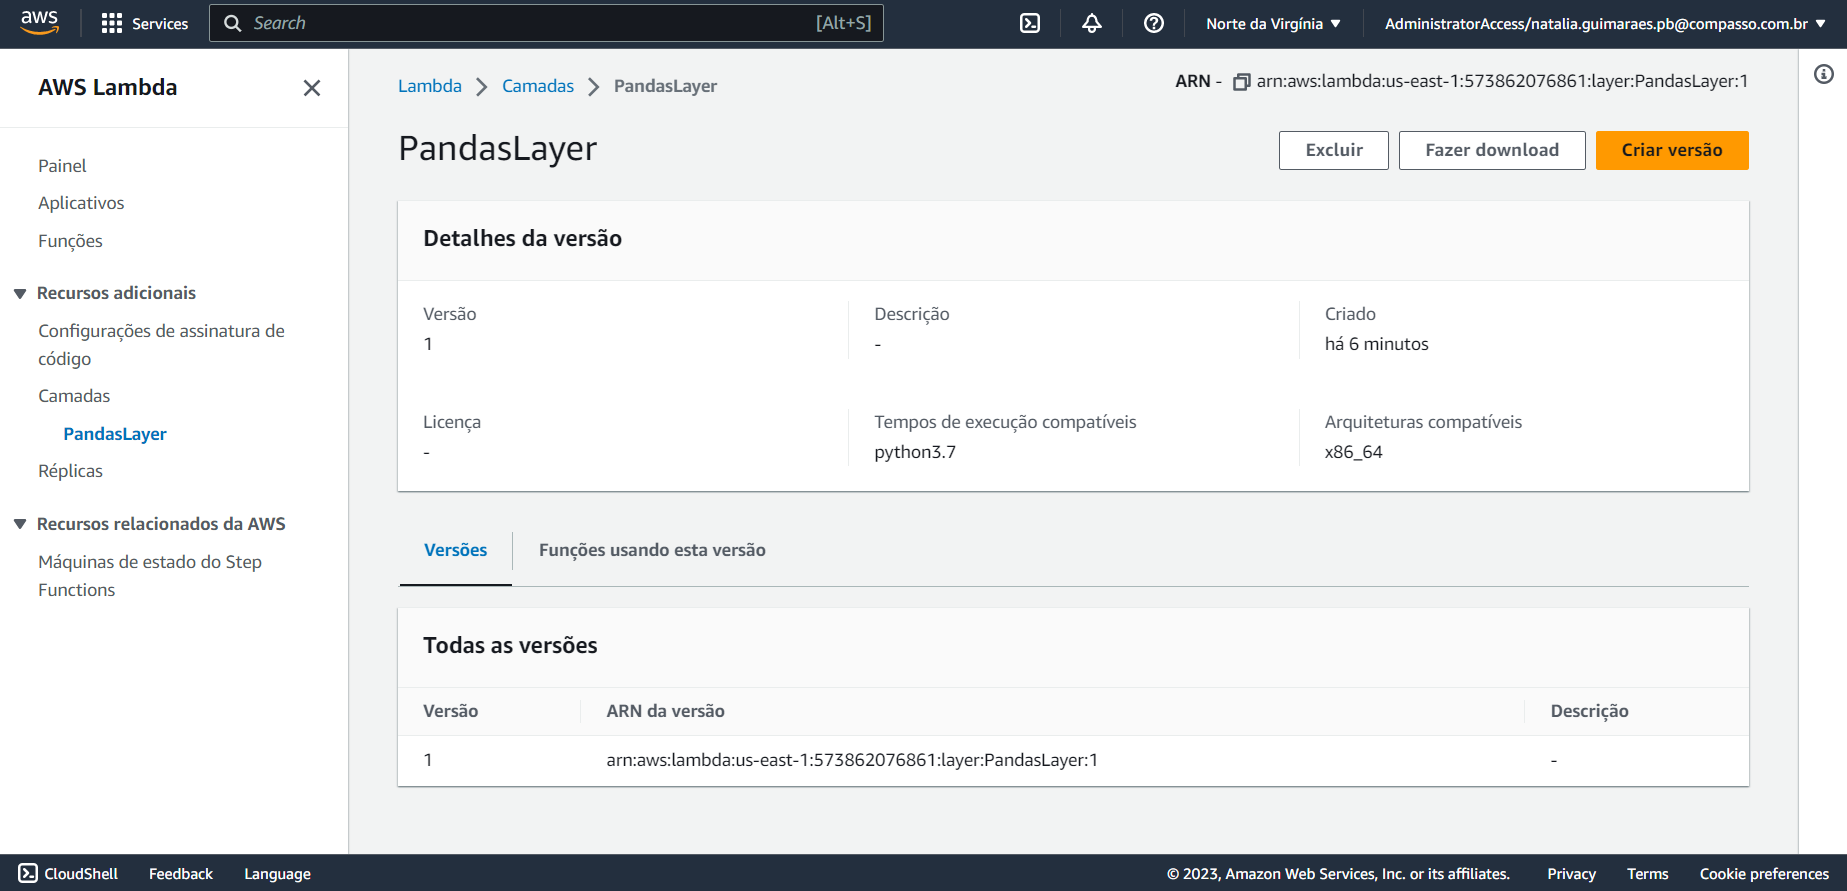 aws
Services
Search
[Alt+S]
Norte da Virgínia
AdministratorAccess/natalia.guimaraes.pb@compasso.com.br
AWS Lambda
Painel
Aplicativos
Funções
Recursos adicionais
Configurações de assinatura de
código
Camadas
PandasLayer
Réplicas
Recursos relacionados da AWS
Máquinas de estado do Step
Functions
Lambda
Camadas
PandasLayer
ARN - arn:aws:lambda:us-east-1:573862076861:layer:PandasLayer:1
PandasLayer
Excluir
Fazer download
Criar versão
Detalhes da versão
Versão
1
Descrição
-
Criado
há 6 minutos
Licença
-
Tempos de execução compatíveis
python3.7
Arquiteturas compatíveis
x86_64
Versões
Funções usando esta versão
Todas as versões
Versão
ARN da versão
Descrição
1
arn:aws:lambda:us-east-1:573862076861:layer:PandasLayer:1
-
CloudShell
Feedback
Language
© 2023, Amazon Web Services, Inc. or its affiliates.
Privacy
Terms
Cookie preferences